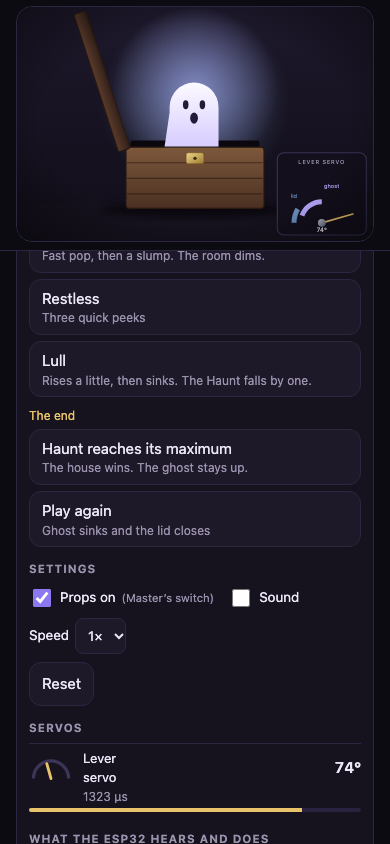 LEVER SERVO
ghost
lid
74°
Fast pop, then a slump. The room dims.
Restless
Three quick peeks
Lull
Rises a little, then sinks. The Haunt falls by one.
The end
Haunt reaches its maximum
The house wins. The ghost stays up.
Play again
Ghost sinks and the lid closes
SETTINGS
Props on (Master's switch) Sound
Speed 1×
Reset
SERVOS
Lever
servo
74°
1323 µs
WHAT THE ESP32 HEARS AND DOES